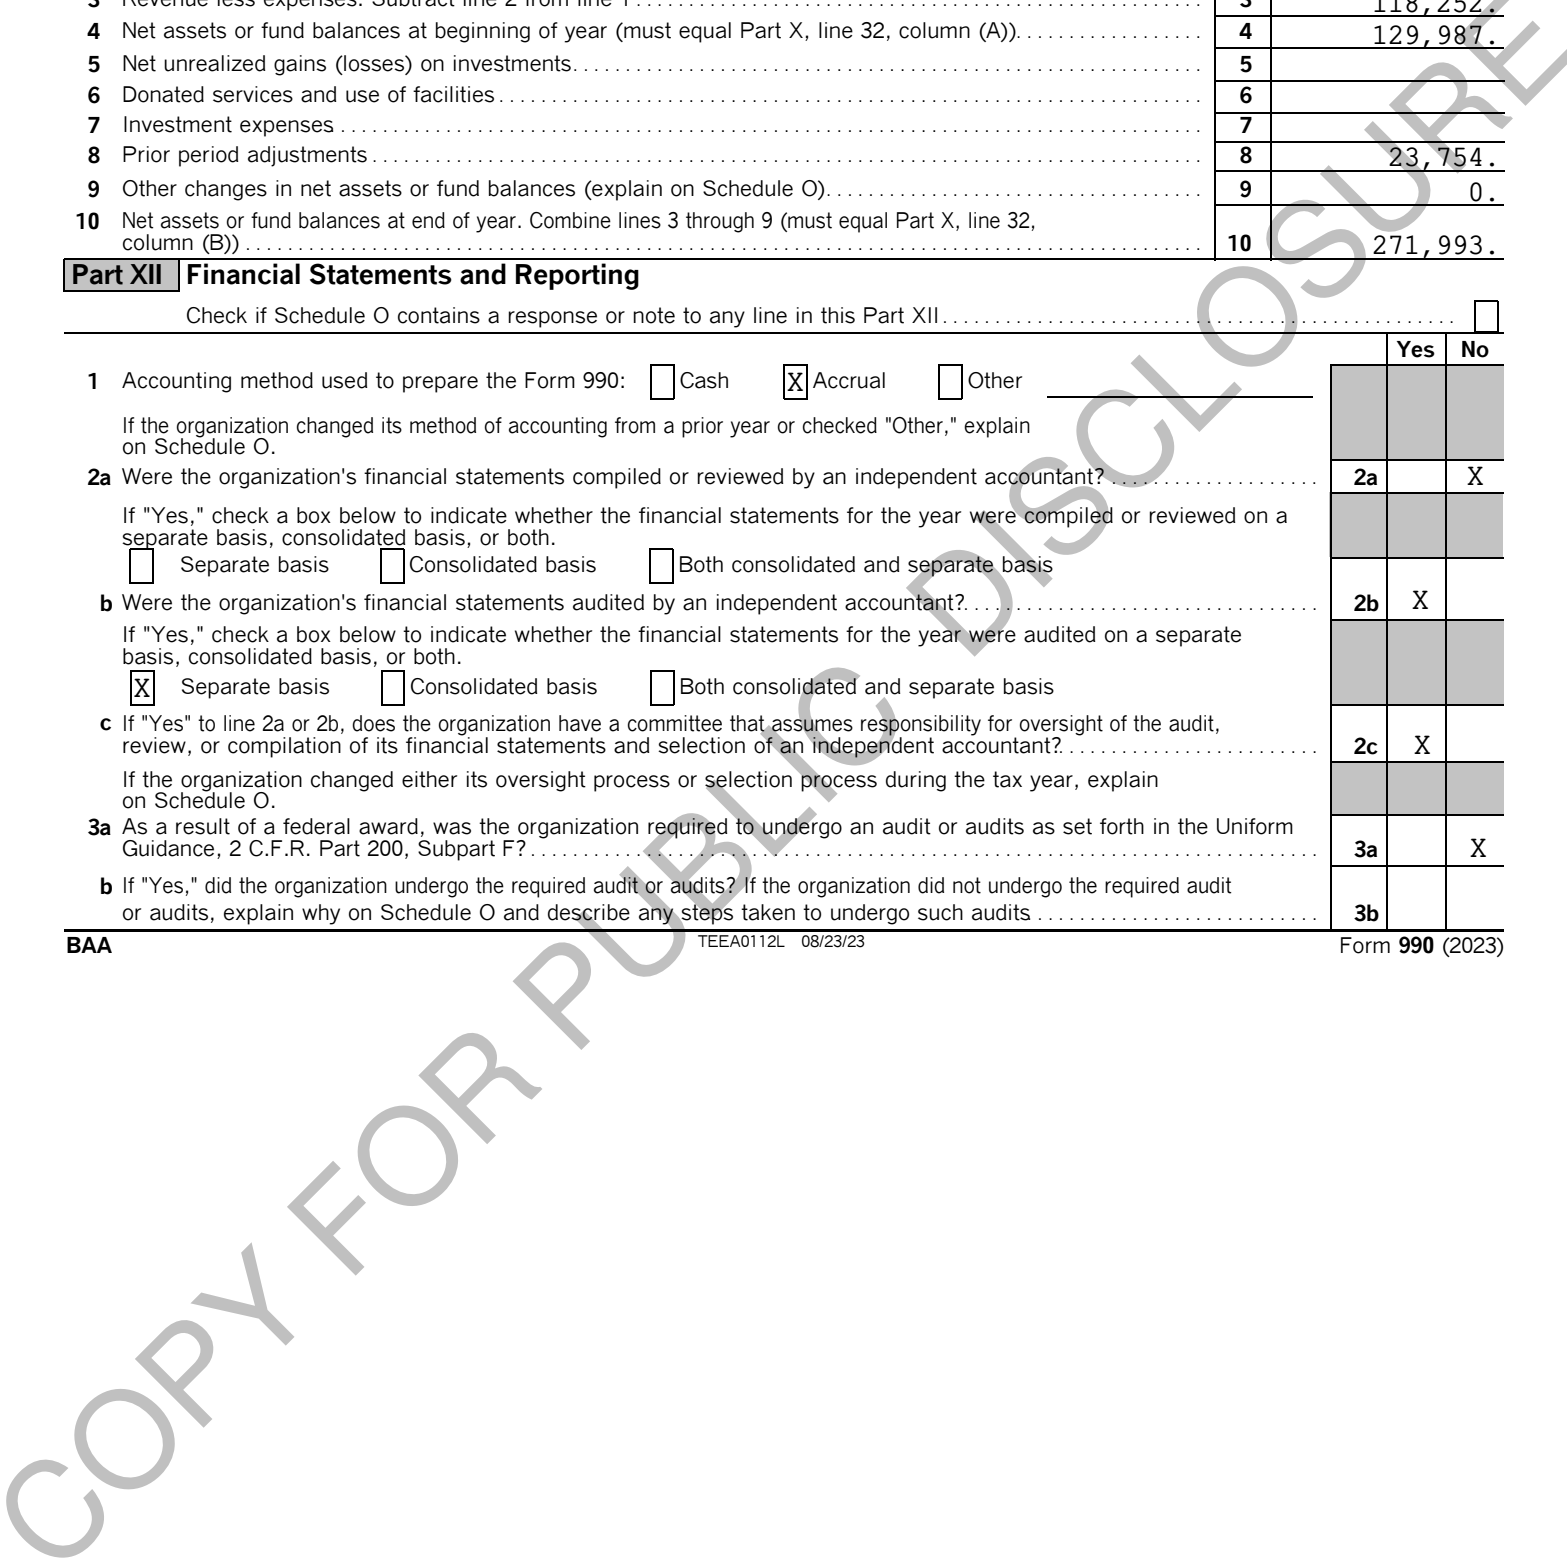 3 Revenue less expenses. Subtract line 2 from line 1 3 118,252.
4 Net assets or fund balances at beginning of year (must equal Part X, line 32, column (A)) 4 129,987.
5 Net unrealized gains (losses) on investments 5
6 Donated services and use of facilities 6
7 Investment expenses 7
8 Prior period adjustments 8 23,754.
9 Other changes in net assets or fund balances (explain on Schedule O) 9 0.
10 Net assets or fund balances at end of year. Combine lines 3 through 9 (must equal Part X, line 32,
column (B)) 10 271,993.
Part XII Financial Statements and Reporting
Check if Schedule O contains a response or note to any line in this Part XII
Yes No
1 Accounting method used to prepare the Form 990: Cash X Accrual Other
If the organization changed its method of accounting from a prior year or checked "Other," explain
on Schedule O.
2a Were the organization's financial statements compiled or reviewed by an independent accountant? 2a X
If "Yes," check a box below to indicate whether the financial statements for the year were compiled or reviewed on a
separate basis, consolidated basis, or both.
Separate basis Consolidated basis Both consolidated and separate basis
b Were the organization's financial statements audited by an independent accountant? 2b X
If "Yes," check a box below to indicate whether the financial statements for the year were audited on a separate
basis, consolidated basis, or both.
X Separate basis Consolidated basis Both consolidated and separate basis
c If "Yes" to line 2a or 2b, does the organization have a committee that assumes responsibility for oversight of the audit,
review, or compilation of its financial statements and selection of an independent accountant? 2c X
If the organization changed either its oversight process or selection process during the tax year, explain
on Schedule O.
3a As a result of a federal award, was the organization required to undergo an audit or audits as set forth in the Uniform
Guidance, 2 C.F.R. Part 200, Subpart F? 3a X
b If "Yes," did the organization undergo the required audit or audits? If the organization did not undergo the required audit
or audits, explain why on Schedule O and describe any steps taken to undergo such audits 3b
BAA TEEA0112L 08/23/23 Form 990 (2023)
COPY FOR PUBLIC DISCLOSURE